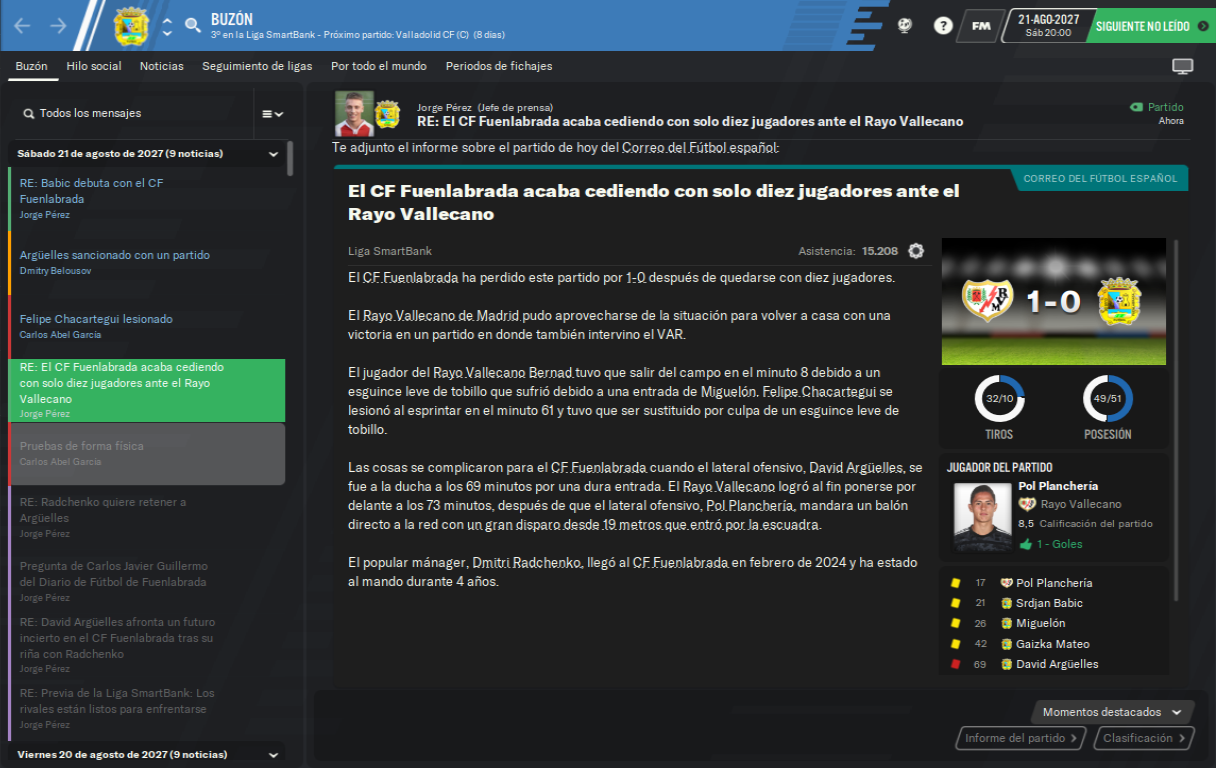 BUZÓN
3º en la Liga SmartBank - Próximo partido: Valladolid CF (C) (8 días)
?
FM
21-AGO-2027
Sáb 20:00
SIGUIENTE NO LEÍDO
Buzón Hilo social Noticias Seguimiento de ligas Por todo el mundo Periodos de fichajes
Todos los mensajes
Sábado 21 de agosto de 2027 (9 noticias)
RE: Babic debuta con el CF
Fuenlabrada
Jorge Pérez
Argüelles sancionado con un partido
Dmitry Belousov
Felipe Chacartegui lesionado
Carlos Abel García
RE: El CF Fuenlabrada acaba cediendo
con solo diez jugadores ante el Rayo
Vallecano
Jorge Pérez
Pruebas de forma física
Carlos Abel García
RE: Radchenko quiere retener a
Argüelles
Jorge Pérez
Pregunta de Carlos Javier Guillermo
del Diario de Fútbol de Fuenlabrada
Jorge Pérez
RE: David Argüelles afronta un futuro
incierto en el CF Fuenlabrada tras su
riña con Radchenko
Jorge Pérez
RE: Previa de la Liga SmartBank: Los
rivales están listos para enfrentarse
Jorge Pérez
Viernes 20 de agosto de 2027 (9 noticias)
Jorge Pérez (Jefe de prensa)
RE: El CF Fuenlabrada acaba cediendo con solo diez jugadores ante el Rayo Vallecano
Partido
Ahora
Te adjunto el informe sobre el partido de hoy del Correo del Fútbol español:
CORREO DEL FÚTBOL ESPAÑOL
El CF Fuenlabrada acaba cediendo con solo diez jugadores ante el
Rayo Vallecano
Liga SmartBank
Asistencia: 15.208
El CF Fuenlabrada ha perdido este partido por 1-0 después de quedarse con diez jugadores.
El Rayo Vallecano de Madrid pudo aprovecharse de la situación para volver a casa con una
victoria en un partido en donde también intervino el VAR.
El jugador del Rayo Vallecano Bernad tuvo que salir del campo en el minuto 8 debido a un
esguince leve de tobillo que sufrió debido a una entrada de Miguelón. Felipe Chacartegui se
lesionó al esprintar en el minuto 61 y tuvo que ser sustituido por culpa de un esguince leve de
tobillo.
Las cosas se complicaron para el CF Fuenlabrada cuando el lateral ofensivo, David Argüelles, se
fue a la ducha a los 69 minutos por una dura entrada. El Rayo Vallecano logró al fin ponerse por
delante a los 73 minutos, después de que el lateral ofensivo, Pol Planchería, mandara un balón
directo a la red con un gran disparo desde 19 metros que entró por la escuadra.
El popular mánager, Dmitri Radchenko, llegó al CF Fuenlabrada en febrero de 2024 y ha estado
al mando durante 4 años.
1-0
32/10
TIROS
49/51
POSESIÓN
JUGADOR DEL PARTIDO
Pol Planchería
Rayo Vallecano
8,5 Calificación del partido
1 - Goles
17 Pol Planchería
21 Srdjan Babic
26 Miguelón
42 Gaizka Mateo
69 David Argüelles
Momentos destacados
Informe del partido
Clasificación